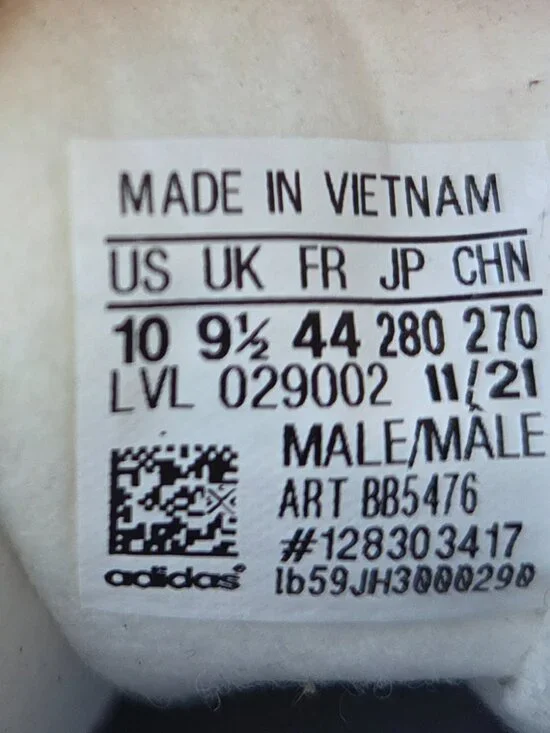 MADE IN VIETNAM
US UK FR JP CHN
10 9½ 44 280 270
LVL 029002 11/21
MALE/MÂLE
ART BB5476
#128303417
adidas® 1b59JH3000290